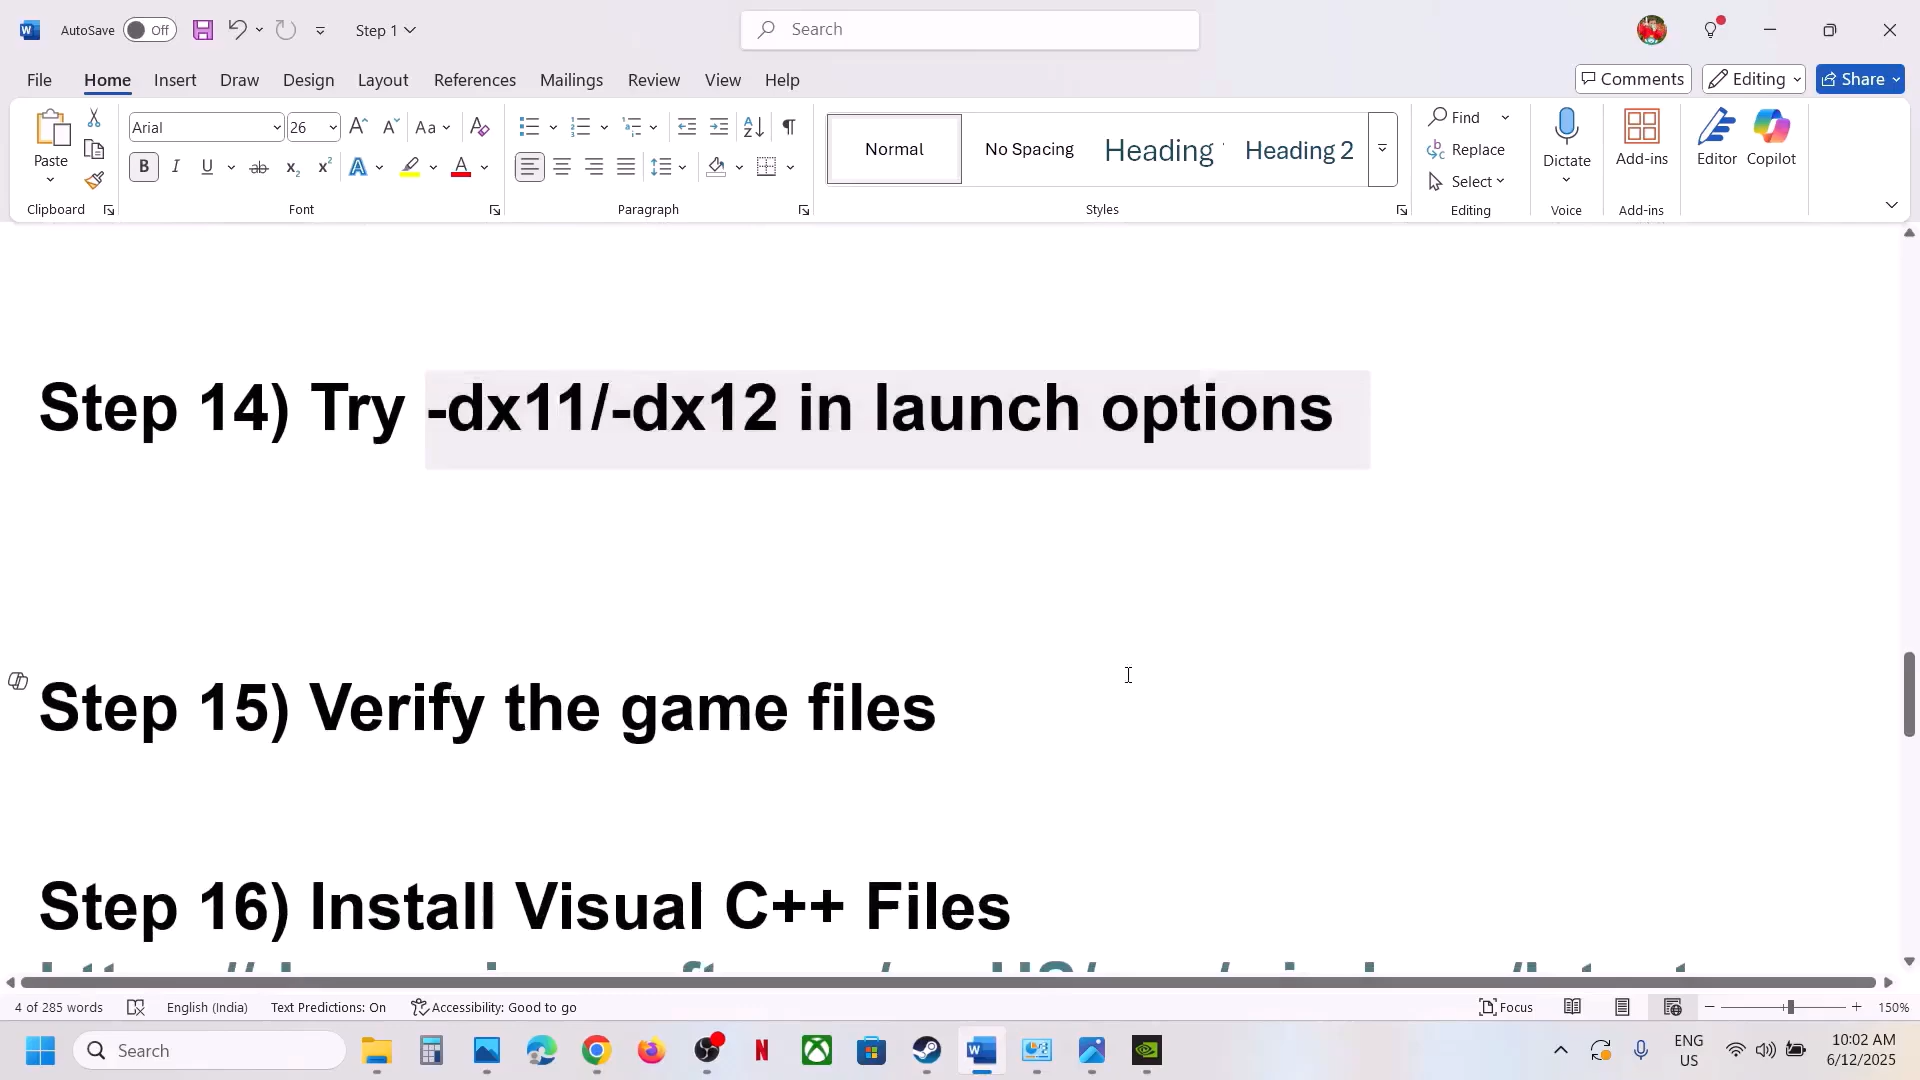 AutoSave Off Step 1 Search
File Home Insert Draw Design Layout References Mailings Review View Help Comments Editing Share
Arial 26 Aa Find
Paste Normal No Spacing Heading Heading 2 Replace Dictate Add-ins Editor Copilot
B I U ab x₂ x² A A Select
Clipboard Font Paragraph Styles Editing Voice Add-ins
Step 14) Try -dx11/-dx12 in launch options
Step 15) Verify the game files
Step 16) Install Visual C++ Files
4 of 285 words English (India) Text Predictions: On Accessibility: Good to go Focus 150%
Search ENG 10:02 AM
US 6/12/2025